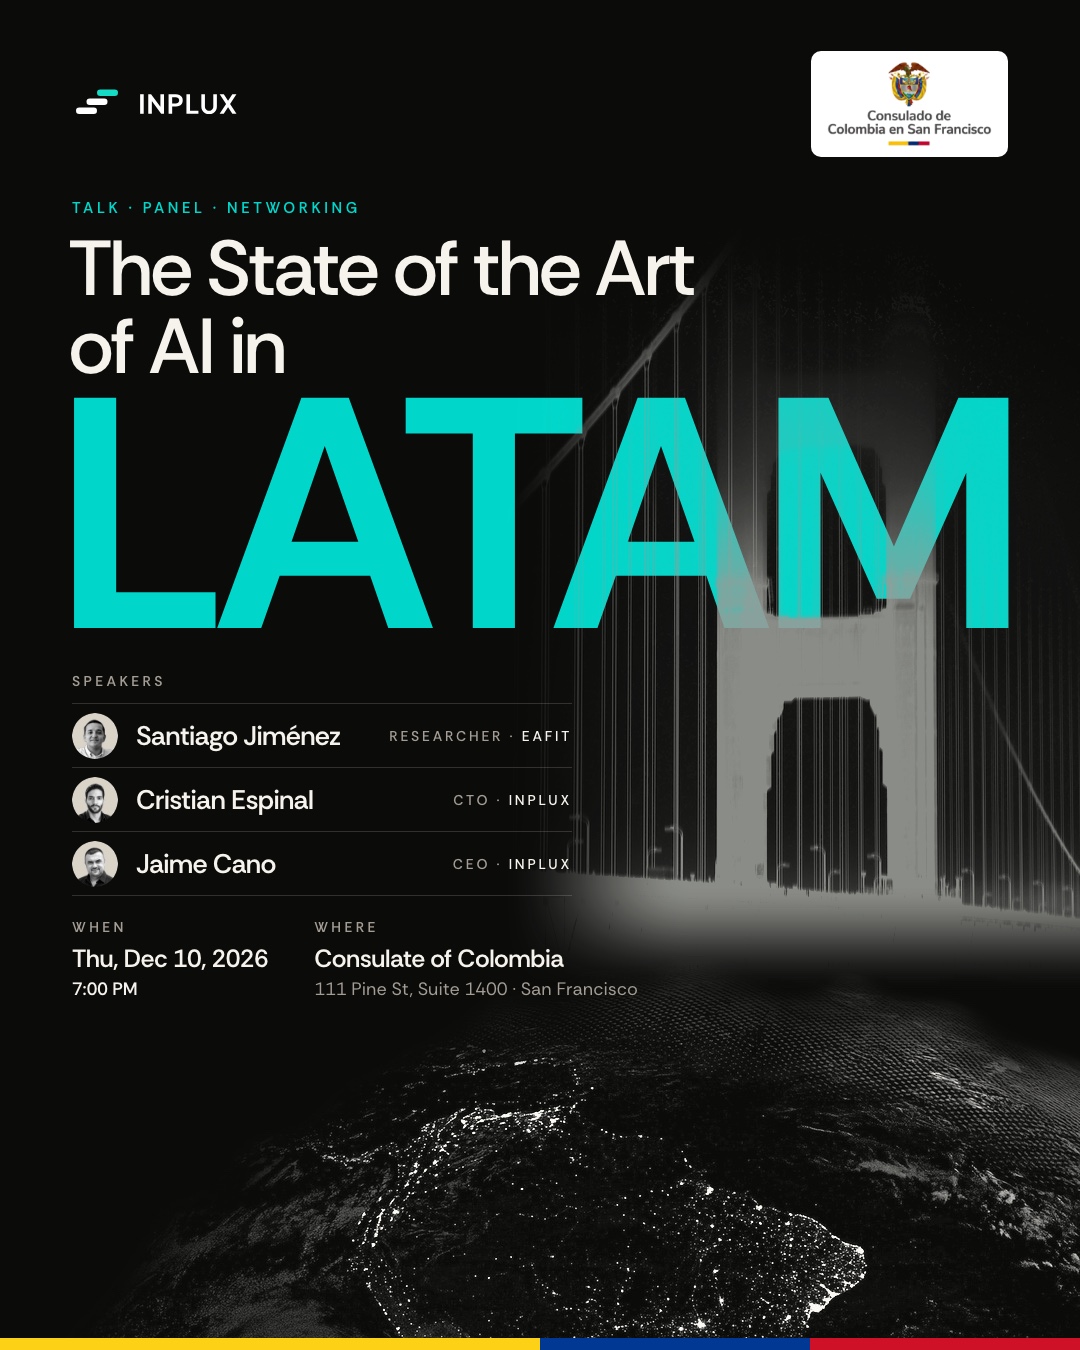 INPLUX
Consulado de
Colombia en San Francisco
TALK · PANEL · NETWORKING
The State of the Art
of AI in
LATAM
SPEAKERS
Santiago Jiménez RESEARCHER · EAFIT
Cristian Espinal CTO · INPLUX
Jaime Cano CEO · INPLUX
WHEN WHERE
Thu, Dec 10, 2026 Consulate of Colombia
7:00 PM 111 Pine St, Suite 1400 · San Francisco